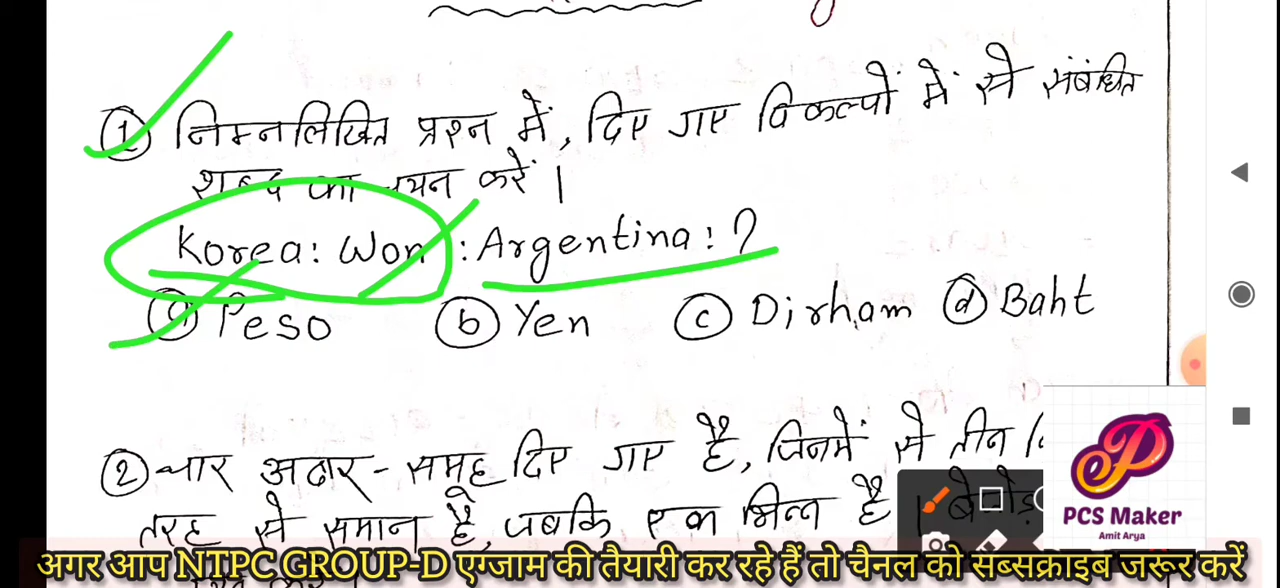 ① निम्नलिखित प्रश्न में, दिए गए विकल्पों में से संबंधित
शब्द का चयन करें।
Korea: Won : Argentina: ?
ⓐ Peso ⓑ Yen ⓒ Dirham ⓓ Baht
② चार अक्षर-समूह दिए गए हैं, जिनमें से तीन
तरह से समान हैं, जबकि एक भिन्न है।
PCS Maker
Amit Arya
अगर आप NTPC GROUP-D एग्जाम की तैयारी कर रहे हैं तो चैनल को सब्सक्राइब जरूर करें